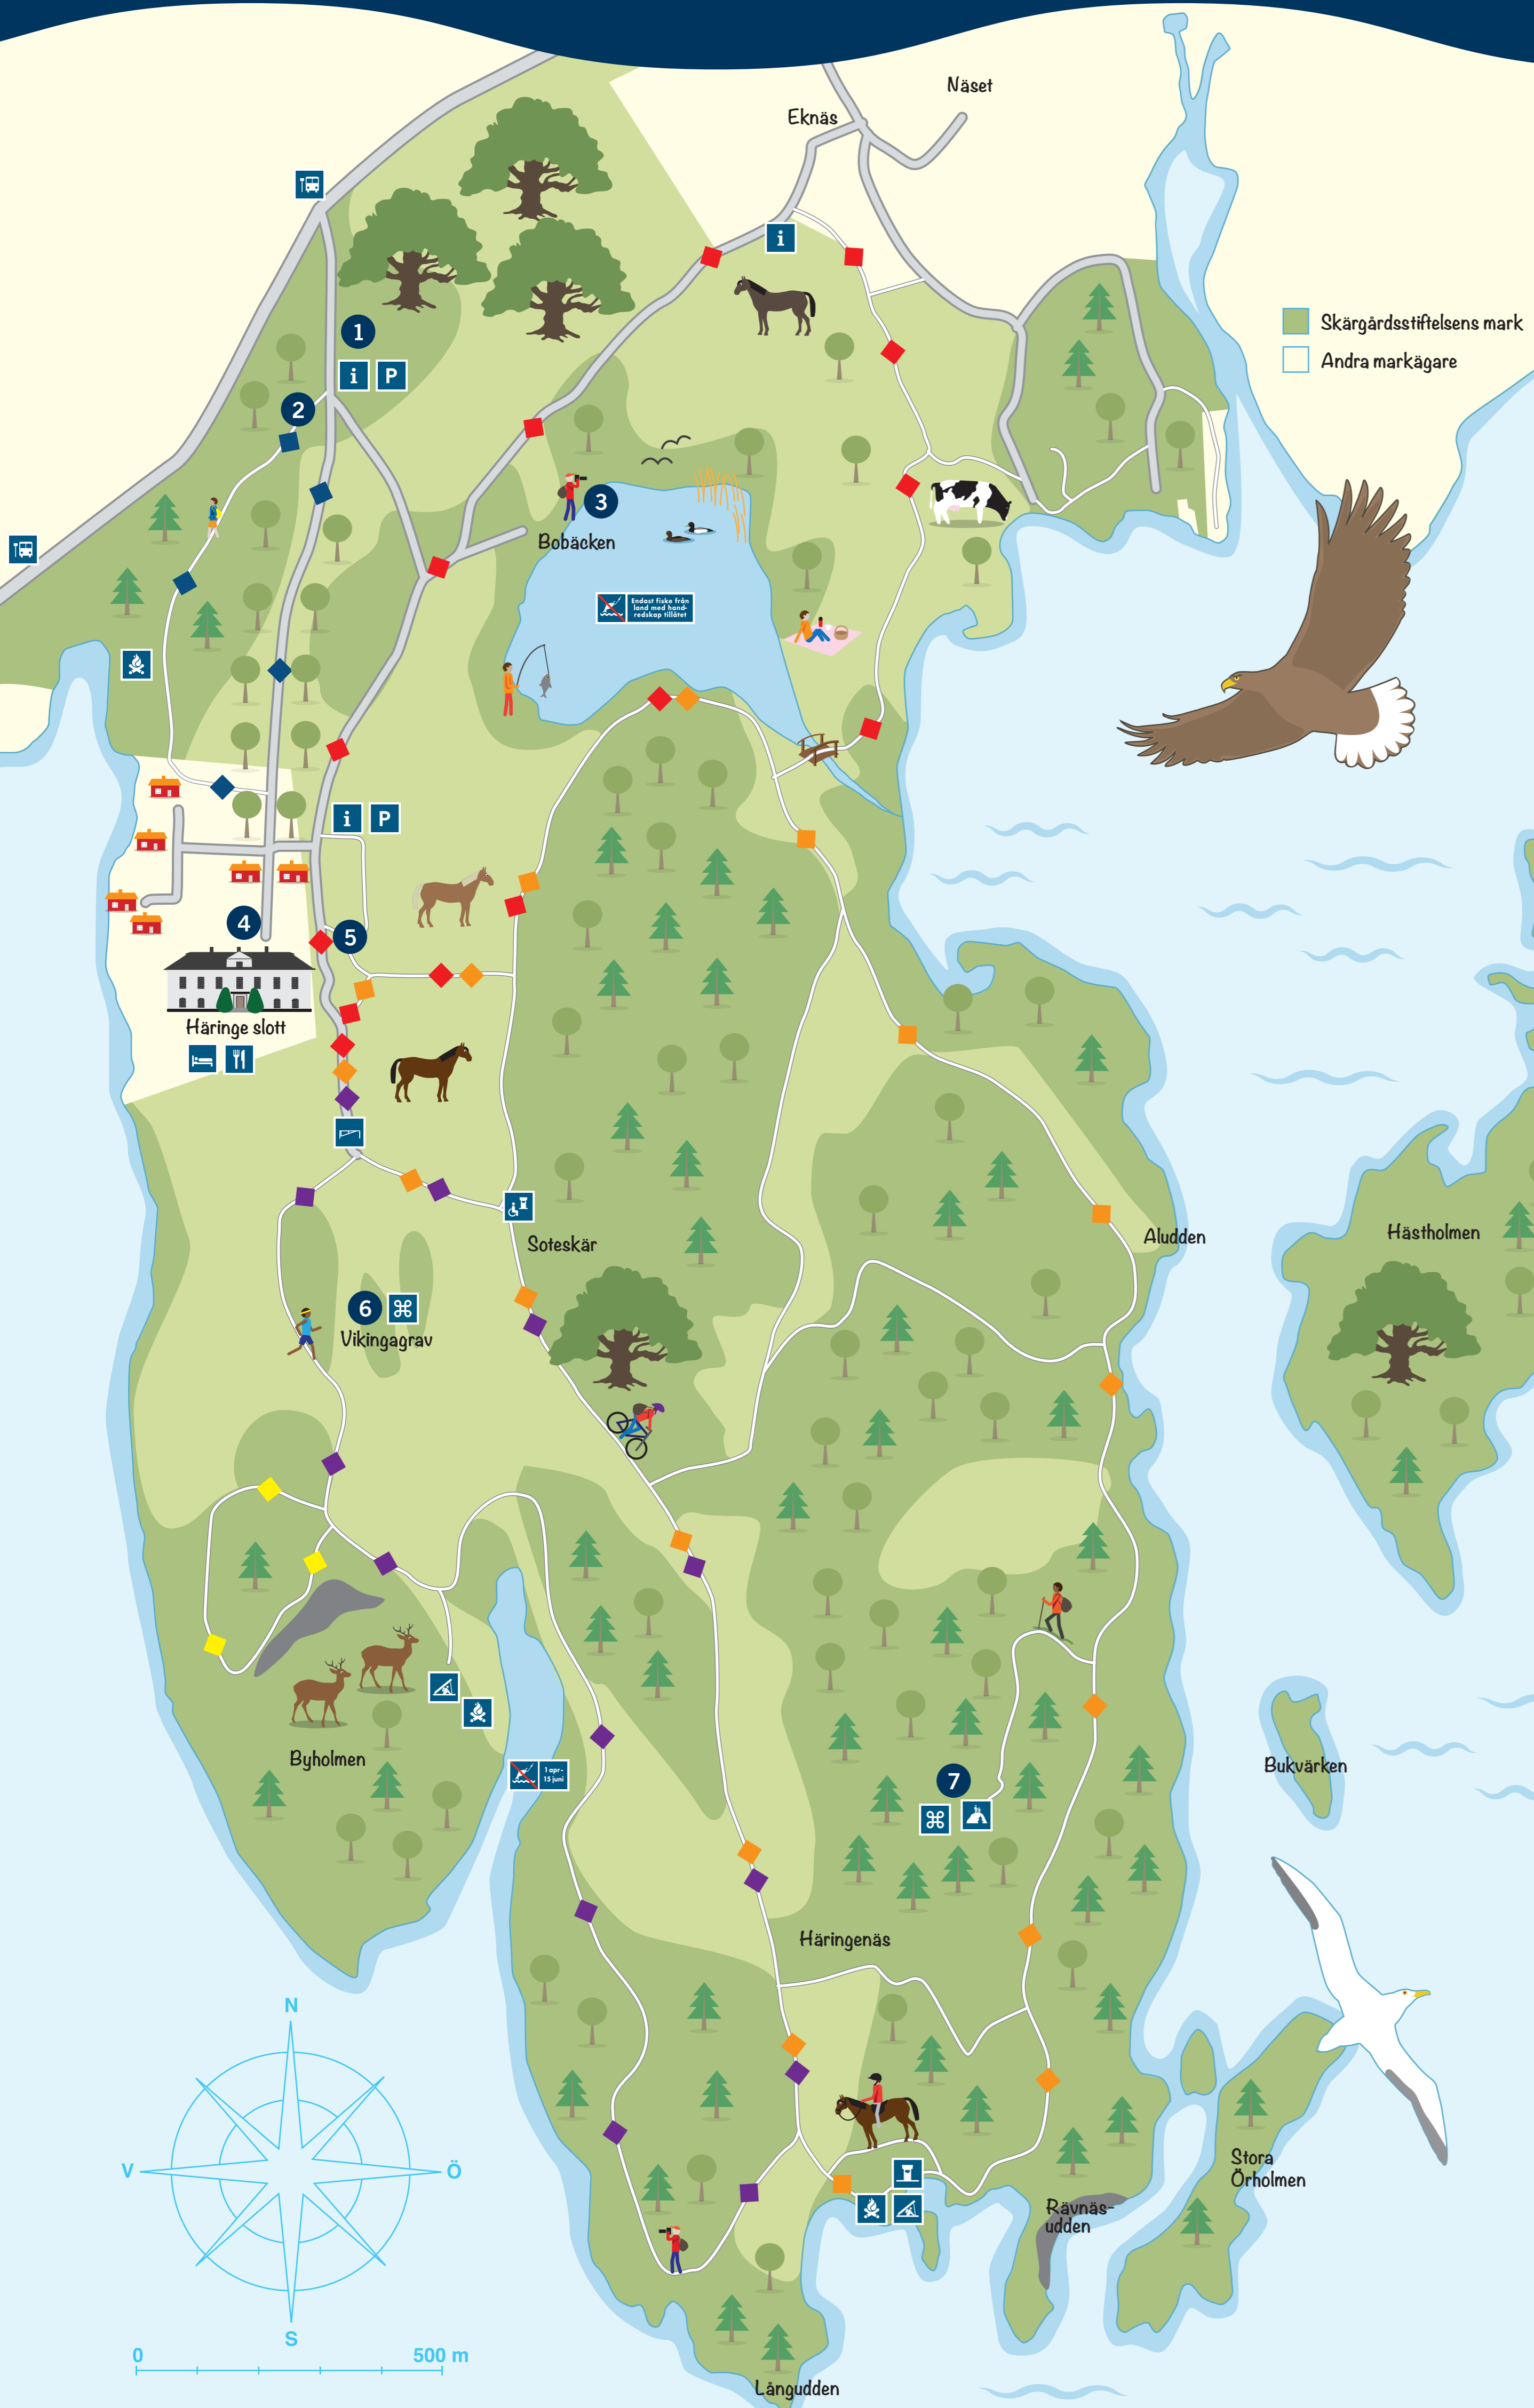 Näset
Eknäs
i
1
i P
2
Skärgårdsstiftelsens mark
Andra markägare
3
Bobäcken
Endast fiske från
land med hand-
redskap tillåtet
i P
4
5
Häringe slott
Soteskär
Aludden
Hästholmen
6 ⌘
Vikingagrav
Byholmen
1 apr-
15 juni
Bukvärken
7
⌘
Häringenäs
N
V Ö
S
0 500 m
Stora
Örholmen
Rävnäs-
udden
Långudden